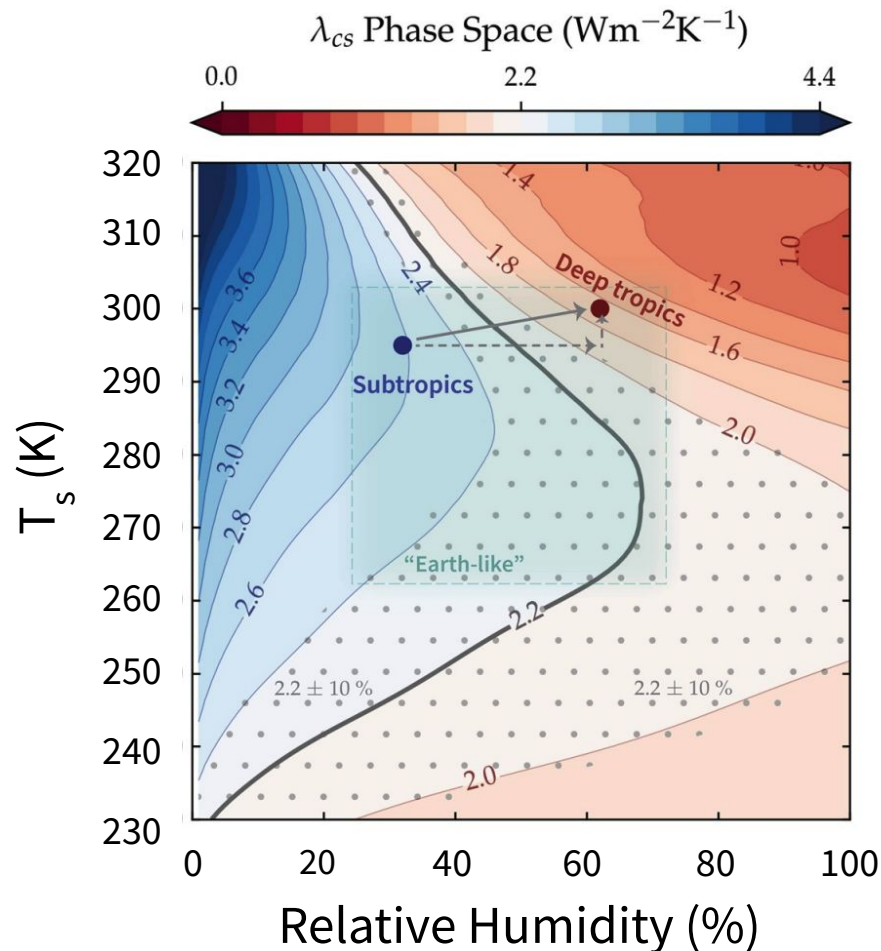 λcs Phase Space (Wm−2K−1)
0.0 2.2 4.4
320
310
300
290
280
270
260
250
240
230
Ts (K)
1.4
1.0
1.8
2.4
3.6
Deep tropics
1.2
3.4
1.6
Subtropics
3.2
2.0
3.0
2.8
"Earth-like"
2.6
2.2
2.2 ± 10 % 2.2 ± 10 %
2.0
0 20 40 60 80 100
Relative Humidity (%)